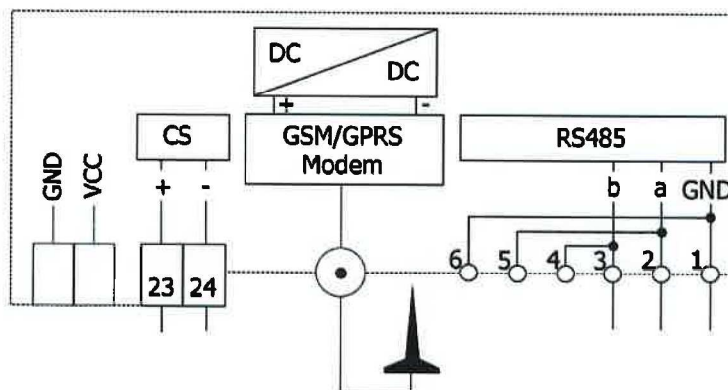 DC
DC
+ -
CS
GSM/GPRS
Modem
RS485
GND
VCC
+ -
b a GND
23 24
6 5 4 3 2 1